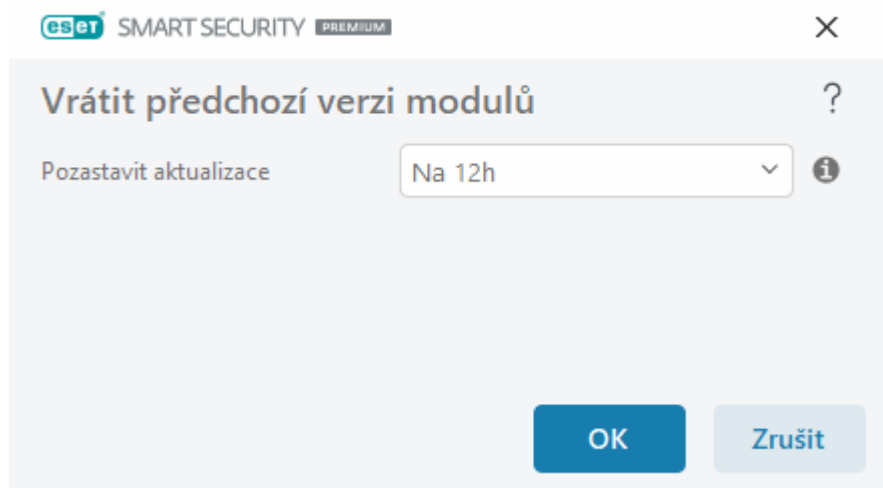 eset SMART SECURITY PREMIUM
Vrátit předchozí verzi modulů ?
Pozastavit aktualizace Na 12h
OK Zrušit